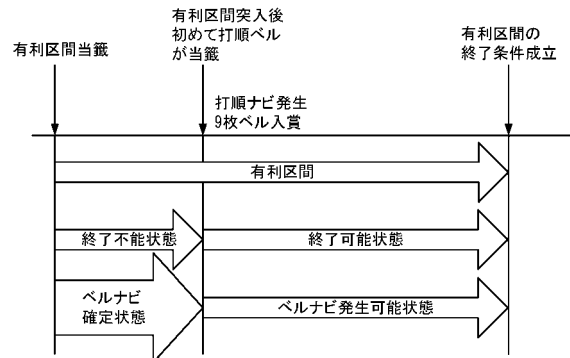 有利区間当籤
有利区間突入後
初めて打順ベル
が当籤
有利区間の
終了条件成立
打順ナビ発生
9枚ベル入賞
有利区間
終了不能状態
終了可能状態
ベルナビ
確定状態
ベルナビ発生可能状態